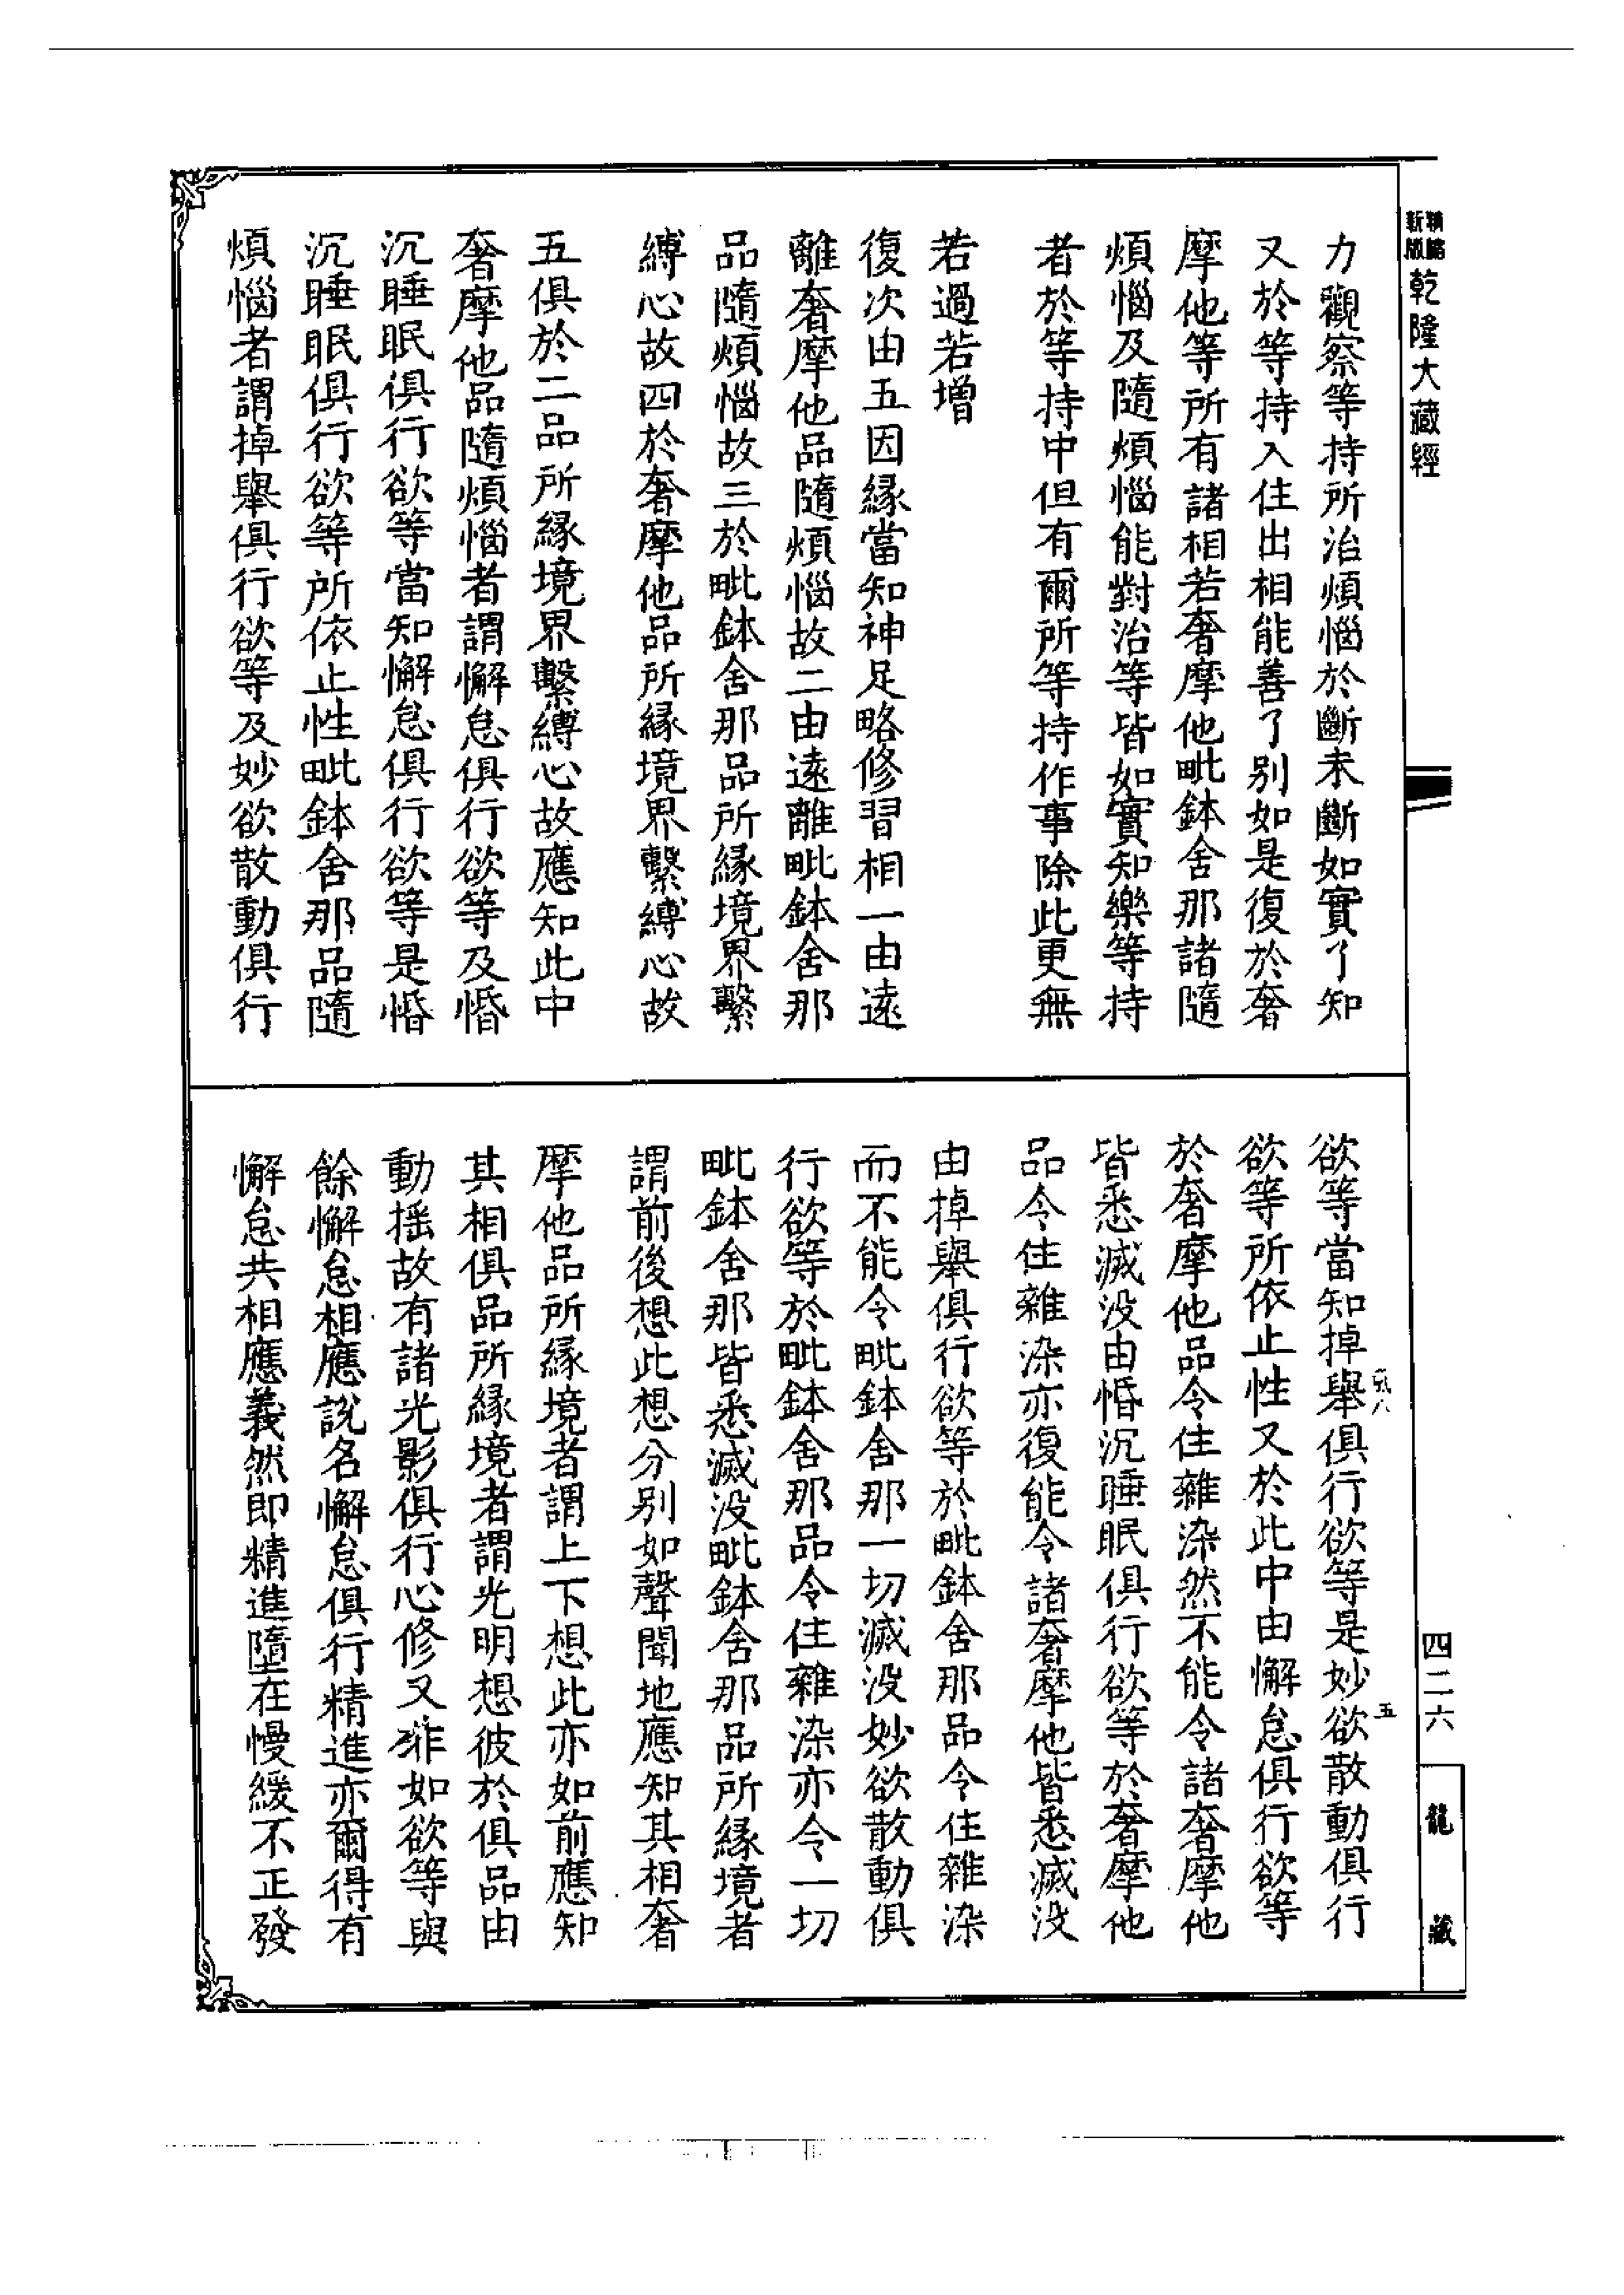 新版
乾隆大藏經
力觀察等持所治煩惱於斷未斷如實了知
又於等持入住出相能善了別如是復於奢
摩他等所有諸相若奢摩他毗鉢舍那諸隨
煩惱及隨煩惱能對治等皆如實知樂等持
者於等持中但有爾所等持作事除此更無
若過若增
復次由五因緣當知神足略修習相一由遠
離奢摩他品隨煩惱故二由遠離毗鉢舍那
品隨煩惱故三於毗鉢舍那品所緣境界繫
縛心故四於奢摩他品所緣境界繫縛心故
五俱於二品所緣境界繫縛心故應知此中
奢摩他品隨煩惱者謂懈怠俱行欲等及惛
沉睡眠俱行欲等當知懈怠俱行欲等是惛
沉睡眠俱行欲等所依止性毗鉢舍那品隨
煩惱者謂掉舉俱行欲等及妙欲散動俱行
欲等當知掉舉俱行欲等是妙欲散動俱行
欲等所依止性又於此中由懈怠俱行欲等
於奢摩他品令住雜染然不能令諸奢摩他
皆悉滅没由惛沉睡眠俱行欲等於奢摩他
品令住雜染亦復能令諸奢摩他皆悉滅没
由掉舉俱行欲等於毗鉢舍那品令住雜染
而不能令毗鉢舍那一切滅没妙欲散動俱
行欲等於毗鉢舍那品令住雜染亦令一切
毗鉢舍那皆悉滅没毗鉢舍那品所緣境者
謂前後想此想分別如聲聞地應知其相奢
摩他品所緣境者謂上下想此亦如前應知
其相俱品所緣境者謂光明想彼於俱品由
動搖故有諸光影俱行心修又非如欲等與
餘懈怠相應說名懈怠俱行精進亦爾得有
懈怠共相應義然即精進墮在慢緩不正發
五
四二六
龍藏